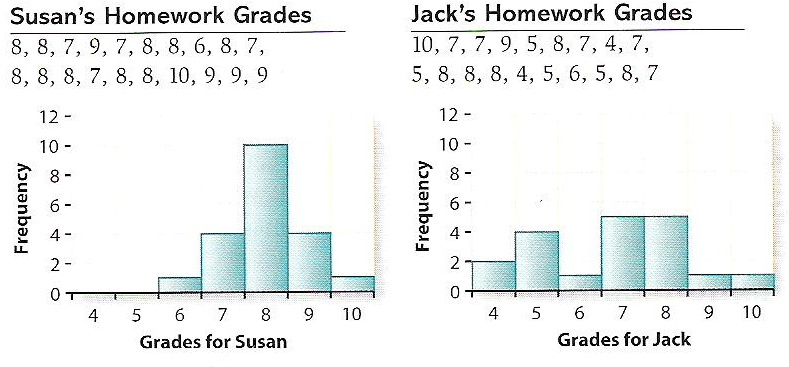 Susan's Homework Grades
8, 8, 7, 9, 7, 8, 8, 6, 8, 7,
8, 8, 8, 7, 8, 8, 10, 9, 9, 9
12
10
8
6
4
2
0
Frequency
4 5 6 7 8 9 10
Grades for Susan
Jack's Homework Grades
10, 7, 7, 9, 5, 8, 7, 4, 7,
5, 8, 8, 8, 4, 5, 6, 5, 8, 7
12
10
8
6
4
2
0
Frequency
4 5 6 7 8 9 10
Grades for Jack